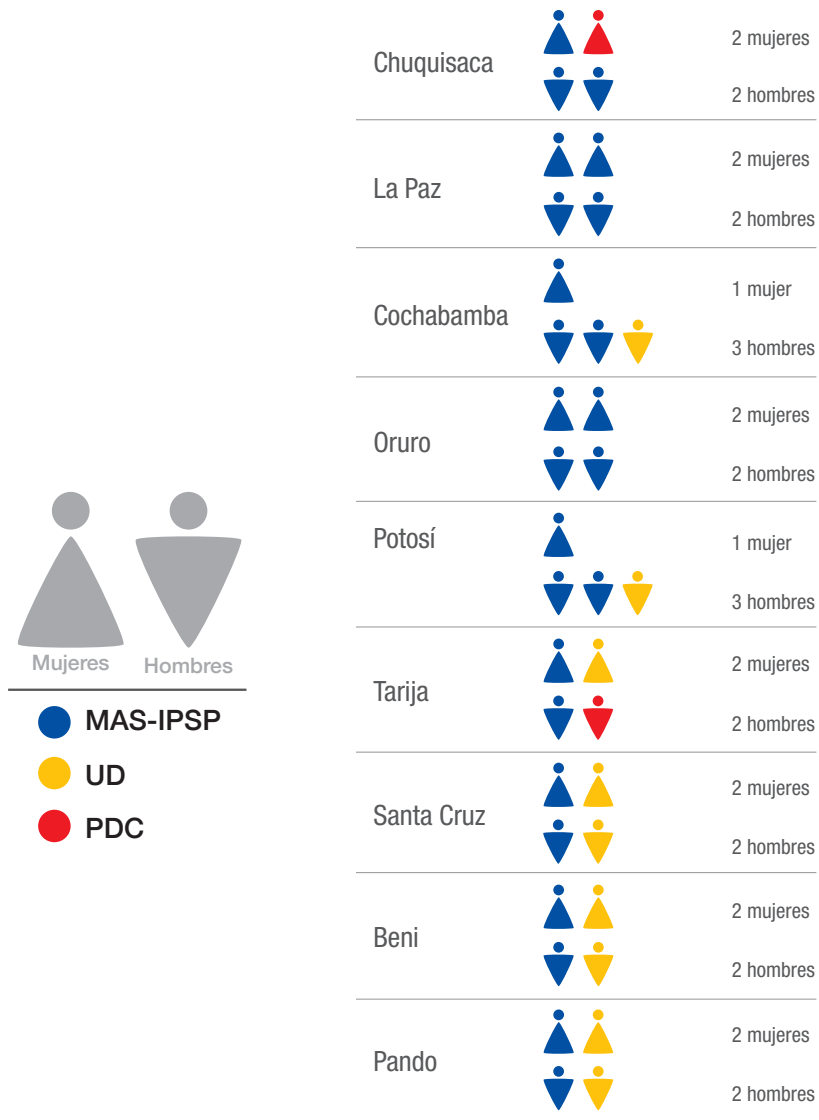 Chuquisaca
2 mujeres
2 hombres
La Paz
2 mujeres
2 hombres
Cochabamba
1 mujer
3 hombres
Oruro
2 mujeres
2 hombres
Potosí
1 mujer
3 hombres
Tarija
2 mujeres
2 hombres
Santa Cruz
2 mujeres
2 hombres
Beni
2 mujeres
2 hombres
Pando
2 mujeres
2 hombres
Mujeres
Hombres
MAS-IPSP
UD
PDC